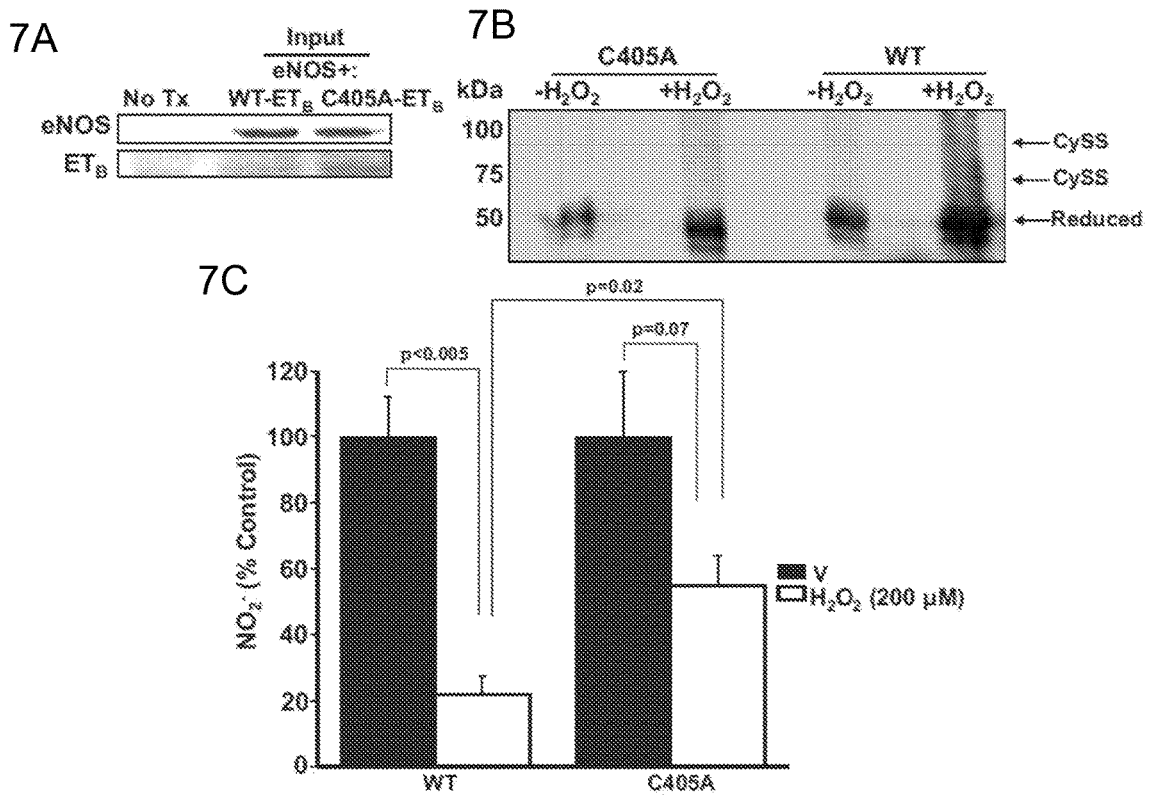 7A
Input
eNOS+:
No Tx WT-ET_B C405A-ET_B
eNOS
ET_B
7B
C405A WT
kDa -H₂O₂ +H₂O₂ -H₂O₂ +H₂O₂
100
75
50
CySS
CySS
Reduced
7C
p=0.02
p=0.07
p<0.005
NO₂⁻ (% Control)
120
100
80
60
40
20
0
V
H₂O₂ (200 µM)
WT C405A